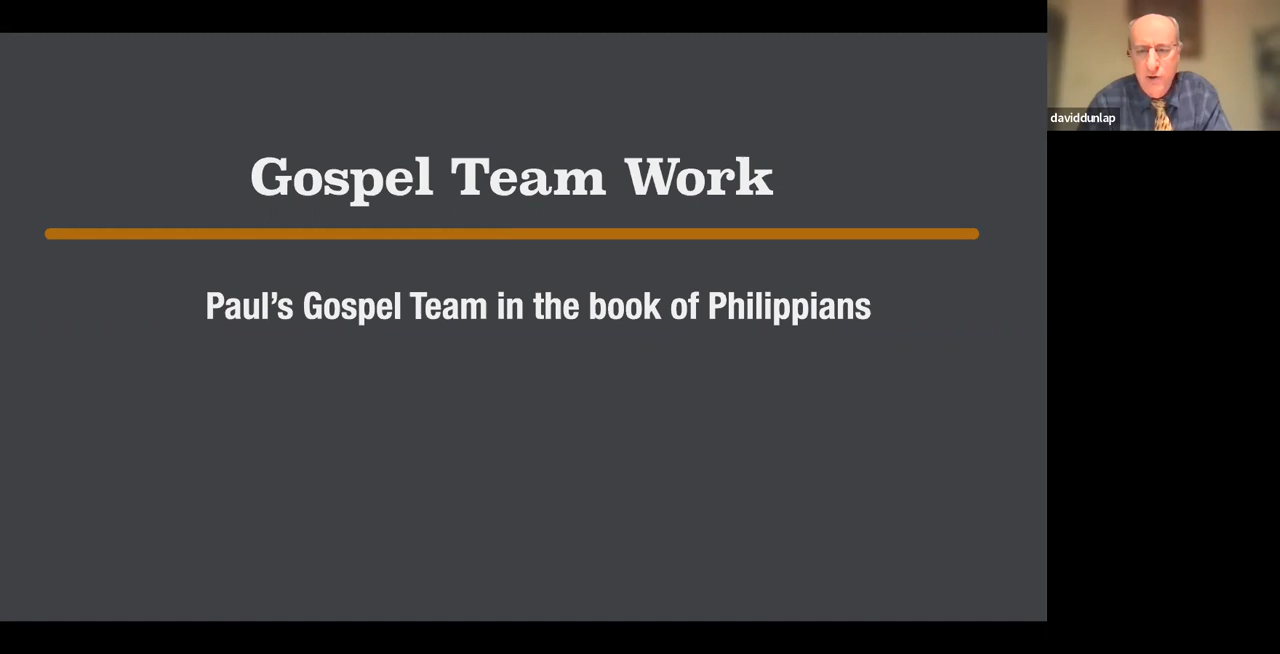 Gospel Team Work
Paul’s Gospel Team in the book of Philippians
daviddunlap